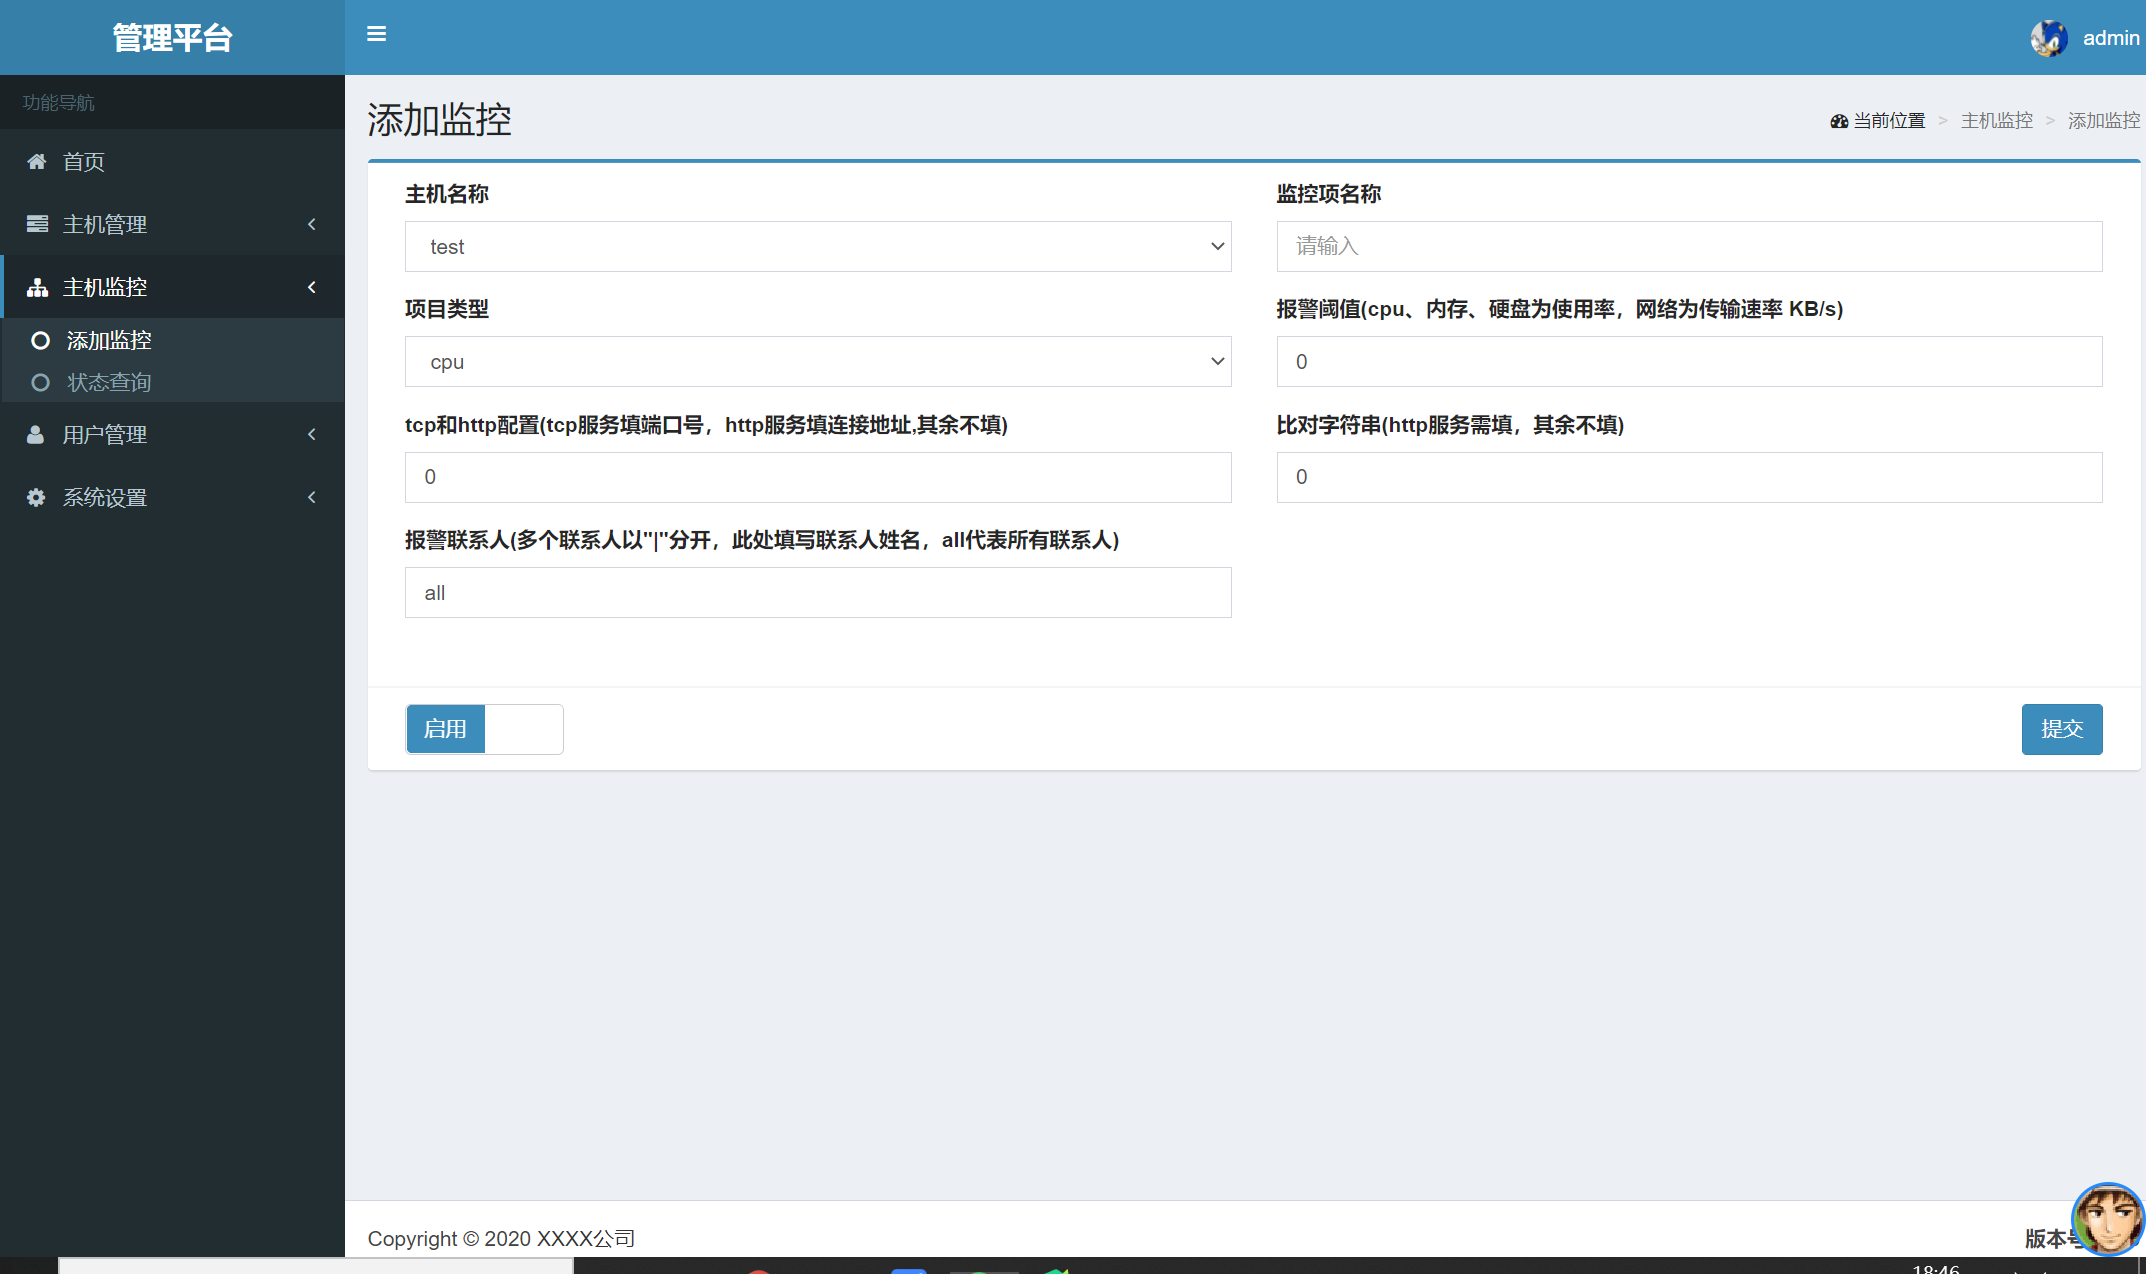 管理平台
admin
功能导航
首页
主机管理
主机监控
添加监控
状态查询
用户管理
系统设置
添加监控
当前位置 > 主机监控 > 添加监控
主机名称
test
监控项名称
请输入
项目类型
cpu
报警阈值(cpu、内存、硬盘为使用率，网络为传输速率 KB/s)
0
tcp和http配置(tcp服务填端口号，http服务填连接地址,其余不填)
0
比对字符串(http服务需填，其余不填)
0
报警联系人(多个联系人以"|"分开，此处填写联系人姓名，all代表所有联系人)
all
启用
提交
Copyright © 2020 XXXX公司
版本号
18:46